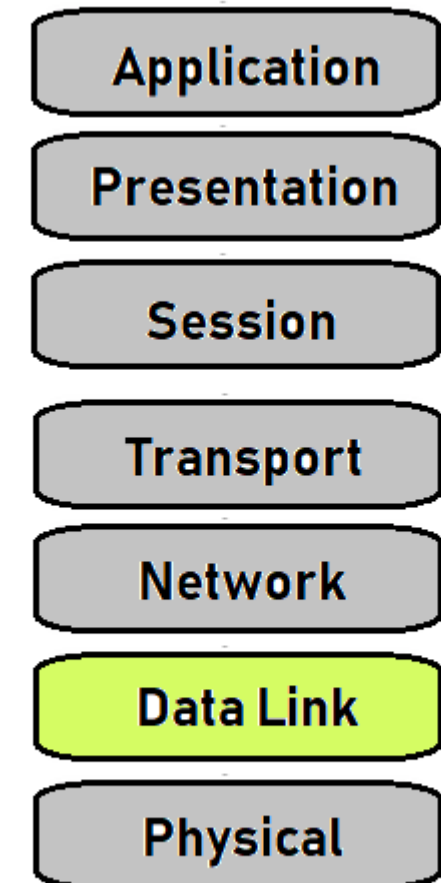 Application
Presentation
Session
Transport
Network
Data Link
Physical